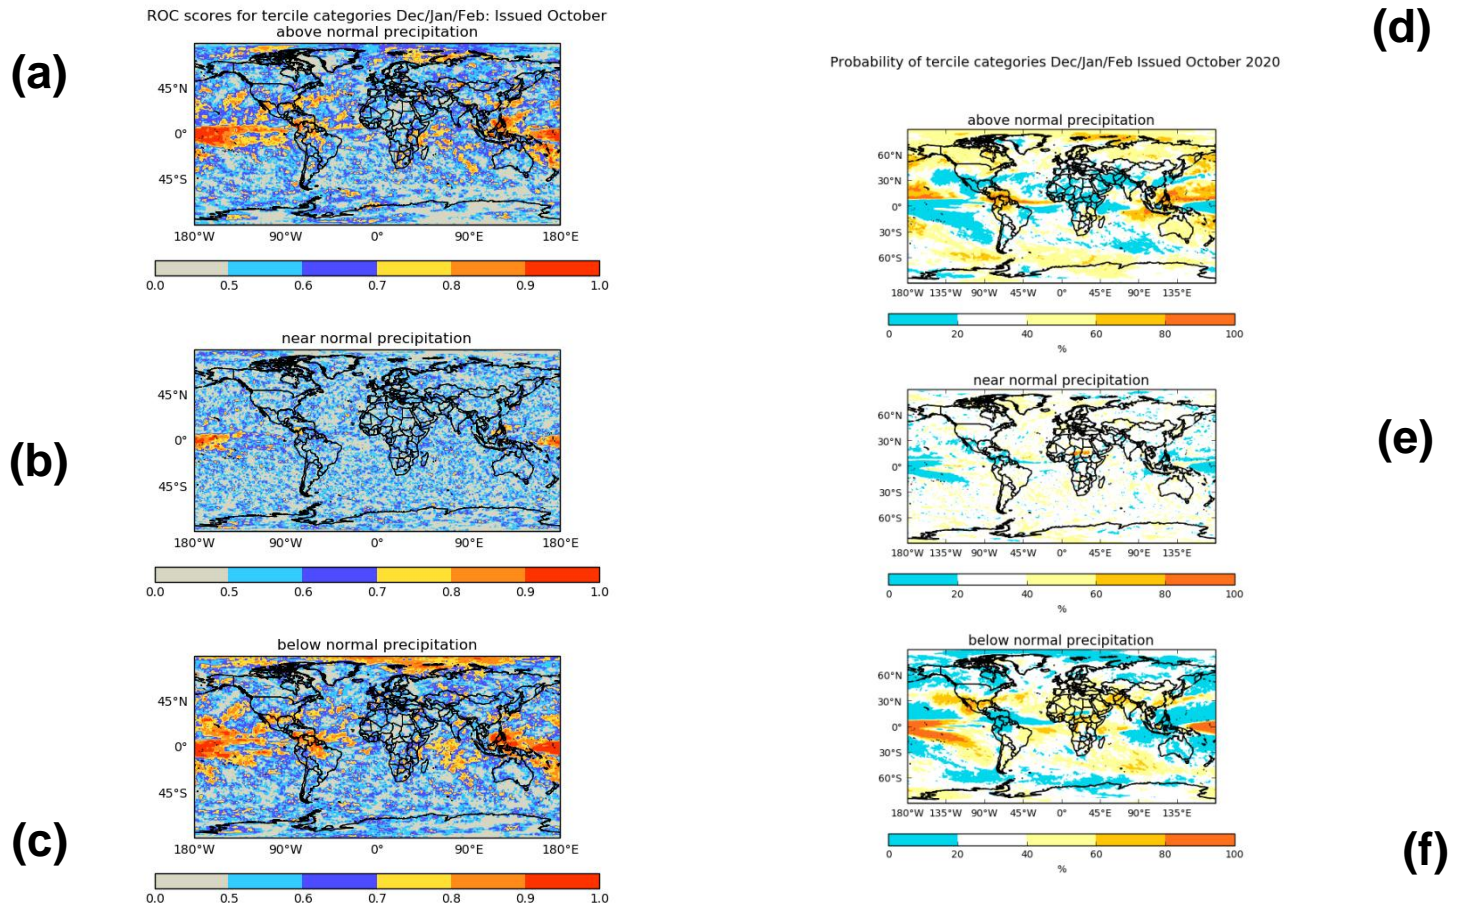 ROC scores for tercile categories Dec/Jan/Feb: Issued October
above normal precipitation
(a)
45°N
0°
45°S
180°W 90°W 0° 90°E 180°E
0.0 0.5 0.6 0.7 0.8 0.9 1.0
near normal precipitation
(b)
45°N
0°
45°S
180°W 90°W 0° 90°E 180°E
0.0 0.5 0.6 0.7 0.8 0.9 1.0
below normal precipitation
(c)
45°N
0°
45°S
180°W 90°W 0° 90°E 180°E
0.0 0.5 0.6 0.7 0.8 0.9 1.0
(d)
Probability of tercile categories Dec/Jan/Feb Issued October 2020
above normal precipitation
60°N
30°N
0°
30°S
60°S
180°W 135°W 90°W 45°W 0° 45°E 90°E 135°E
0 20 40 60 80 100
%
near normal precipitation
(e)
60°N
30°N
0°
30°S
60°S
180°W 135°W 90°W 45°W 0° 45°E 90°E 135°E
0 20 40 60 80 100
%
below normal precipitation
60°N
30°N
0°
30°S
60°S
180°W 135°W 90°W 45°W 0° 45°E 90°E 135°E
0 20 40 60 80 100
%
(f)